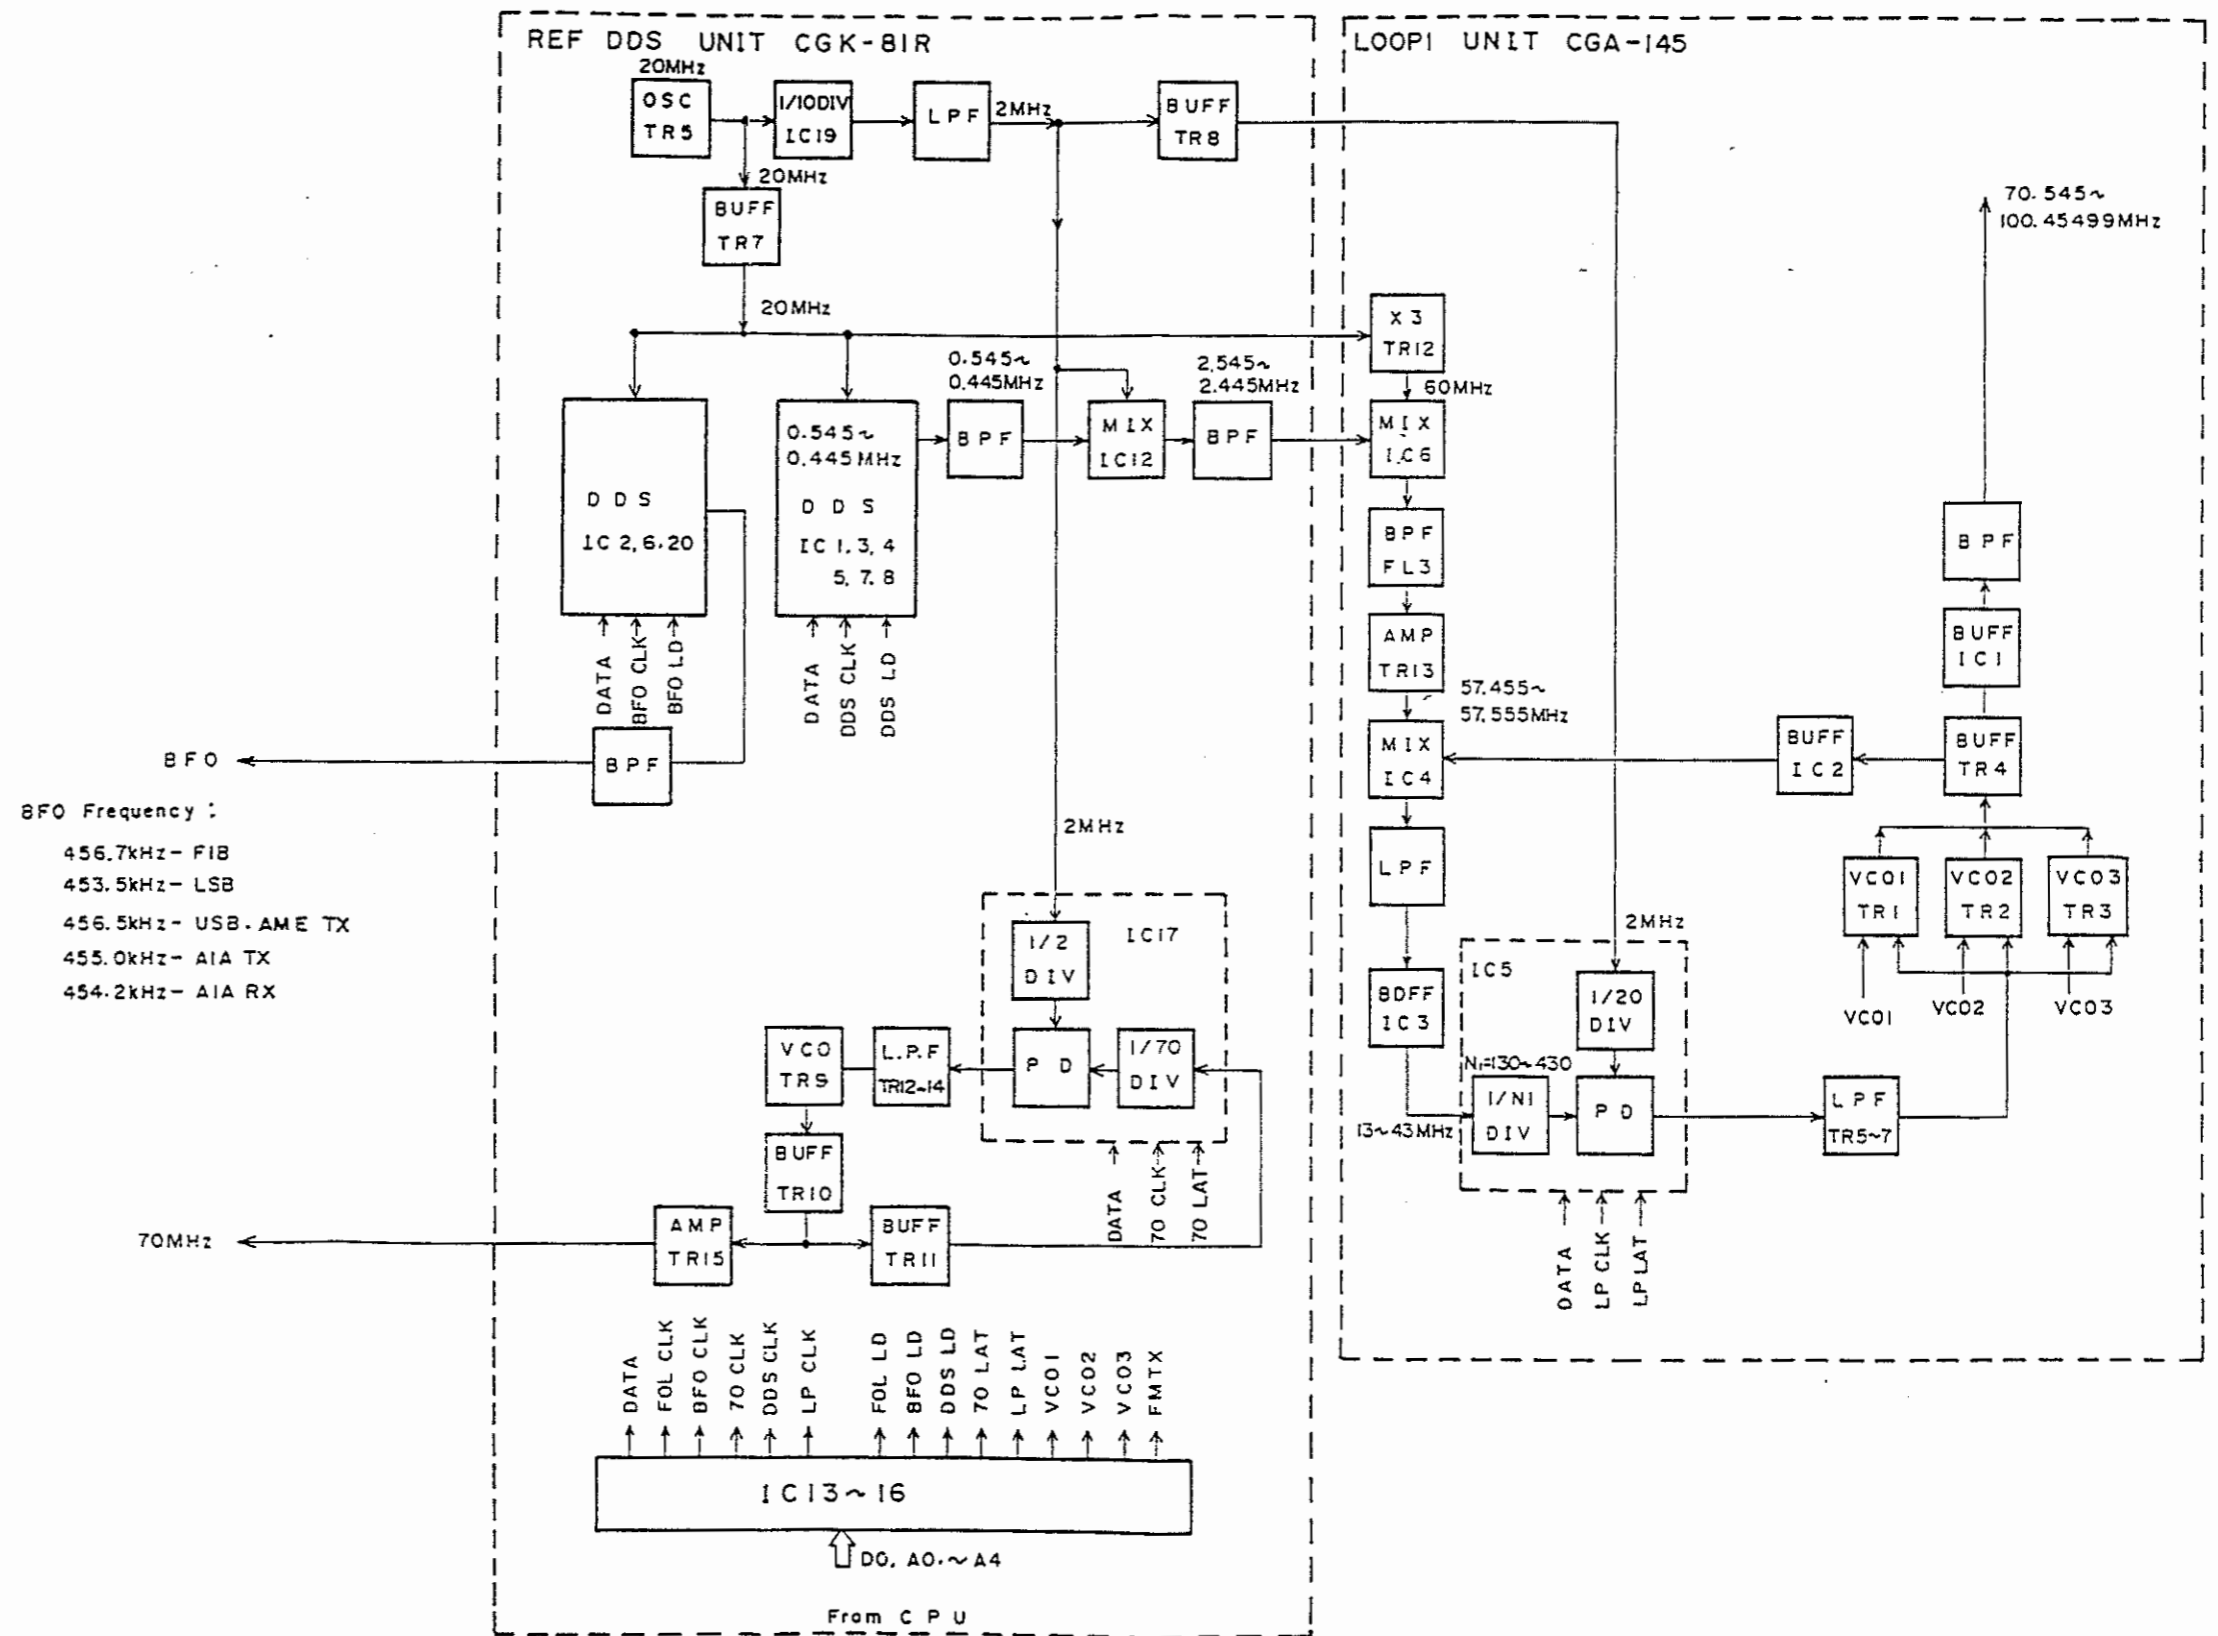 REF DDS UNIT CGK-81R
20MHz
OSC
TR5
1/10DIV
IC19
LPF
2MHz
BUFF
TR8
20MHz
BUFF
TR7
20MHz
0.545~
0.445MHz
2.545~
2.445MHz
DDS
IC 2,6.20
0.545~
0.445MHz
DDS
IC 1.3,4
5,7.8
BPF
MIX
IC12
BPF
DATA
BFO CLK
BFO LD
DATA
DDS CLK
DDS LD
BFO
BPF
BFO Frequency :
456.7kHz- F1B
453.5kHz- LSB
456.5kHz- USB.AME TX
455.0kHz- A1A TX
454.2kHz- A1A RX
2MHz
1/2
DIV
IC17
VCO
TR9
L.P.F
TR12~14
PD
1/70
DIV
BUFF
TR10
DATA
70 CLK
70 LAT
70MHz
AMP
TR15
BUFF
TR11
DATA
FOL CLK
BFO CLK
70 CLK
DDS CLK
LP CLK
FOL LD
BFO LD
DDS LD
70 LAT
LP LAT
VCO1
VCO2
VCO3
FMTX
IC13~16
D0, A0.~A4
From CPU
LOOP1 UNIT CGA-145
70.545~
100.45499MHz
X3
TR12
60MHz
MIX
IC6
BPF
FL3
BPF
AMP
TR13
BUFF
IC1
57.455~
57.555MHz
MIX
IC4
BUFF
IC2
BUFF
TR4
LPF
VCO1
TR1
VCO2
TR2
VCO3
TR3
2MHz
BDFF
IC3
IC5
1/20
DIV
VCO1
VCO2
VCO3
N1=130~430
13~43MHz
1/N1
DIV
PD
LPF
TR5~7
DATA
LP CLK
LP LAT